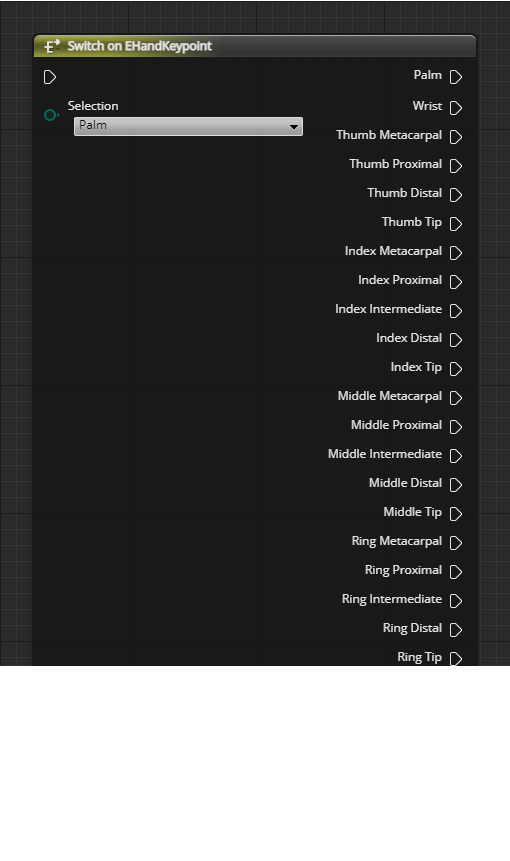 Switch on EHandKeypoint
Palm
Selection
Palm
Wrist
Thumb Metacarpal
Thumb Proximal
Thumb Distal
Thumb Tip
Index Metacarpal
Index Proximal
Index Intermediate
Index Distal
Index Tip
Middle Metacarpal
Middle Proximal
Middle Intermediate
Middle Distal
Middle Tip
Ring Metacarpal
Ring Proximal
Ring Intermediate
Ring Distal
Ring Tip